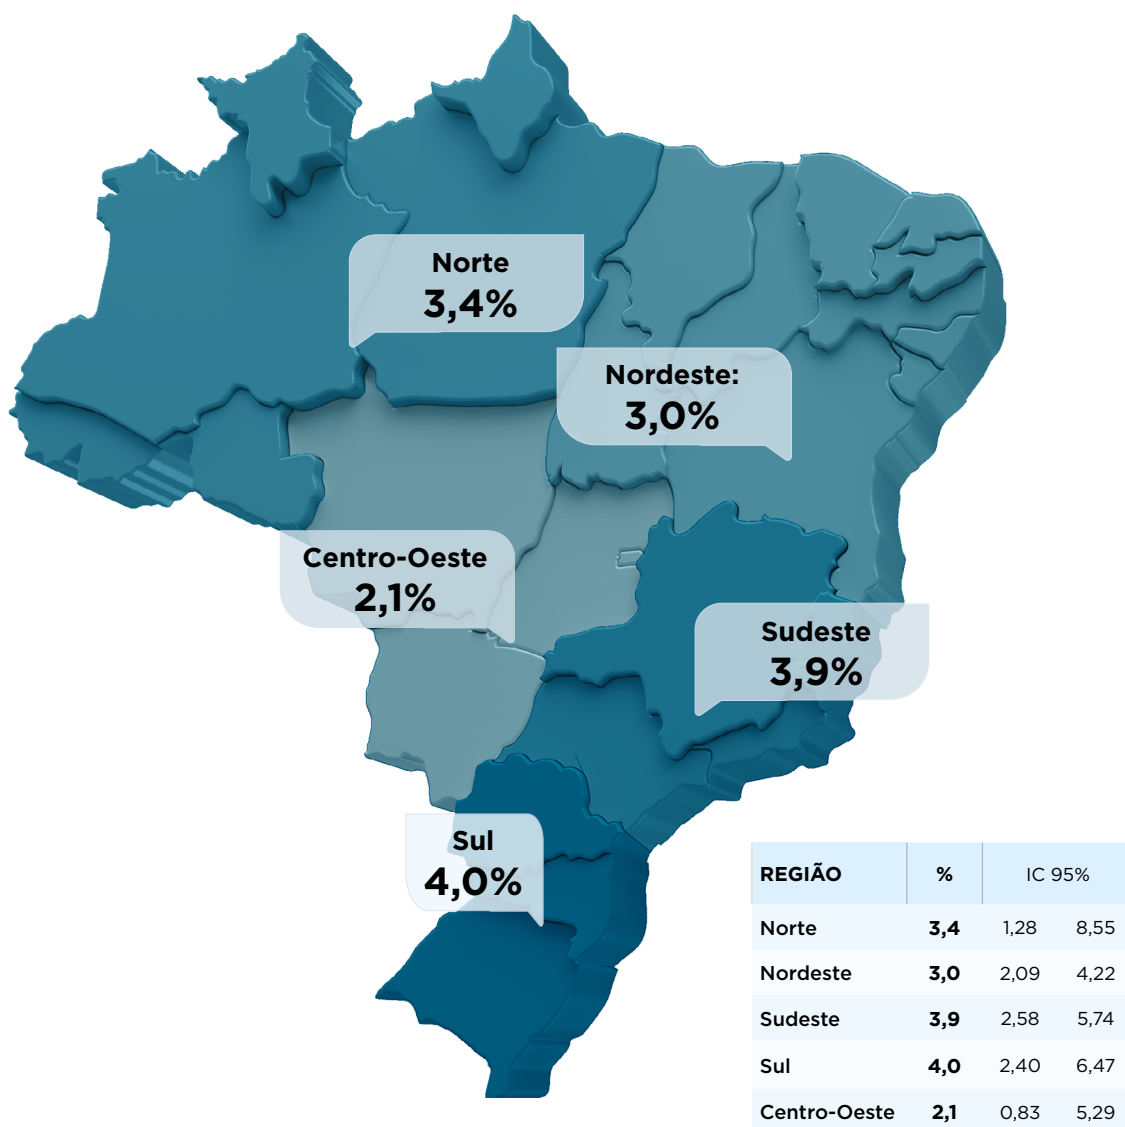 Norte
3,4%
Nordeste:
3,0%
Centro-Oeste
2,1%
Sudeste
3,9%
Sul
4,0%
REGIÃO % IC 95%
Norte 3,4 1,28 8,55
Nordeste 3,0 2,09 4,22
Sudeste 3,9 2,58 5,74
Sul 4,0 2,40 6,47
Centro-Oeste 2,1 0,83 5,29